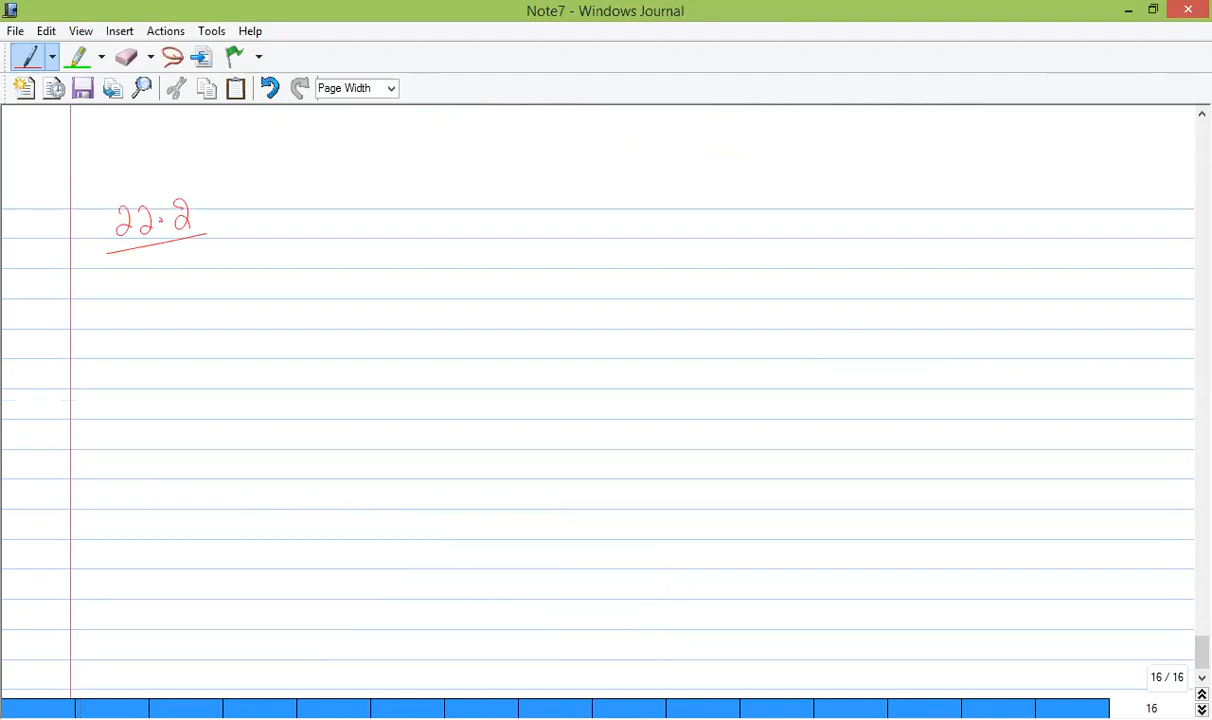 Note7 - Windows Journal
File Edit View Insert Actions Tools Help
Page Width
22.2
16 / 16
16